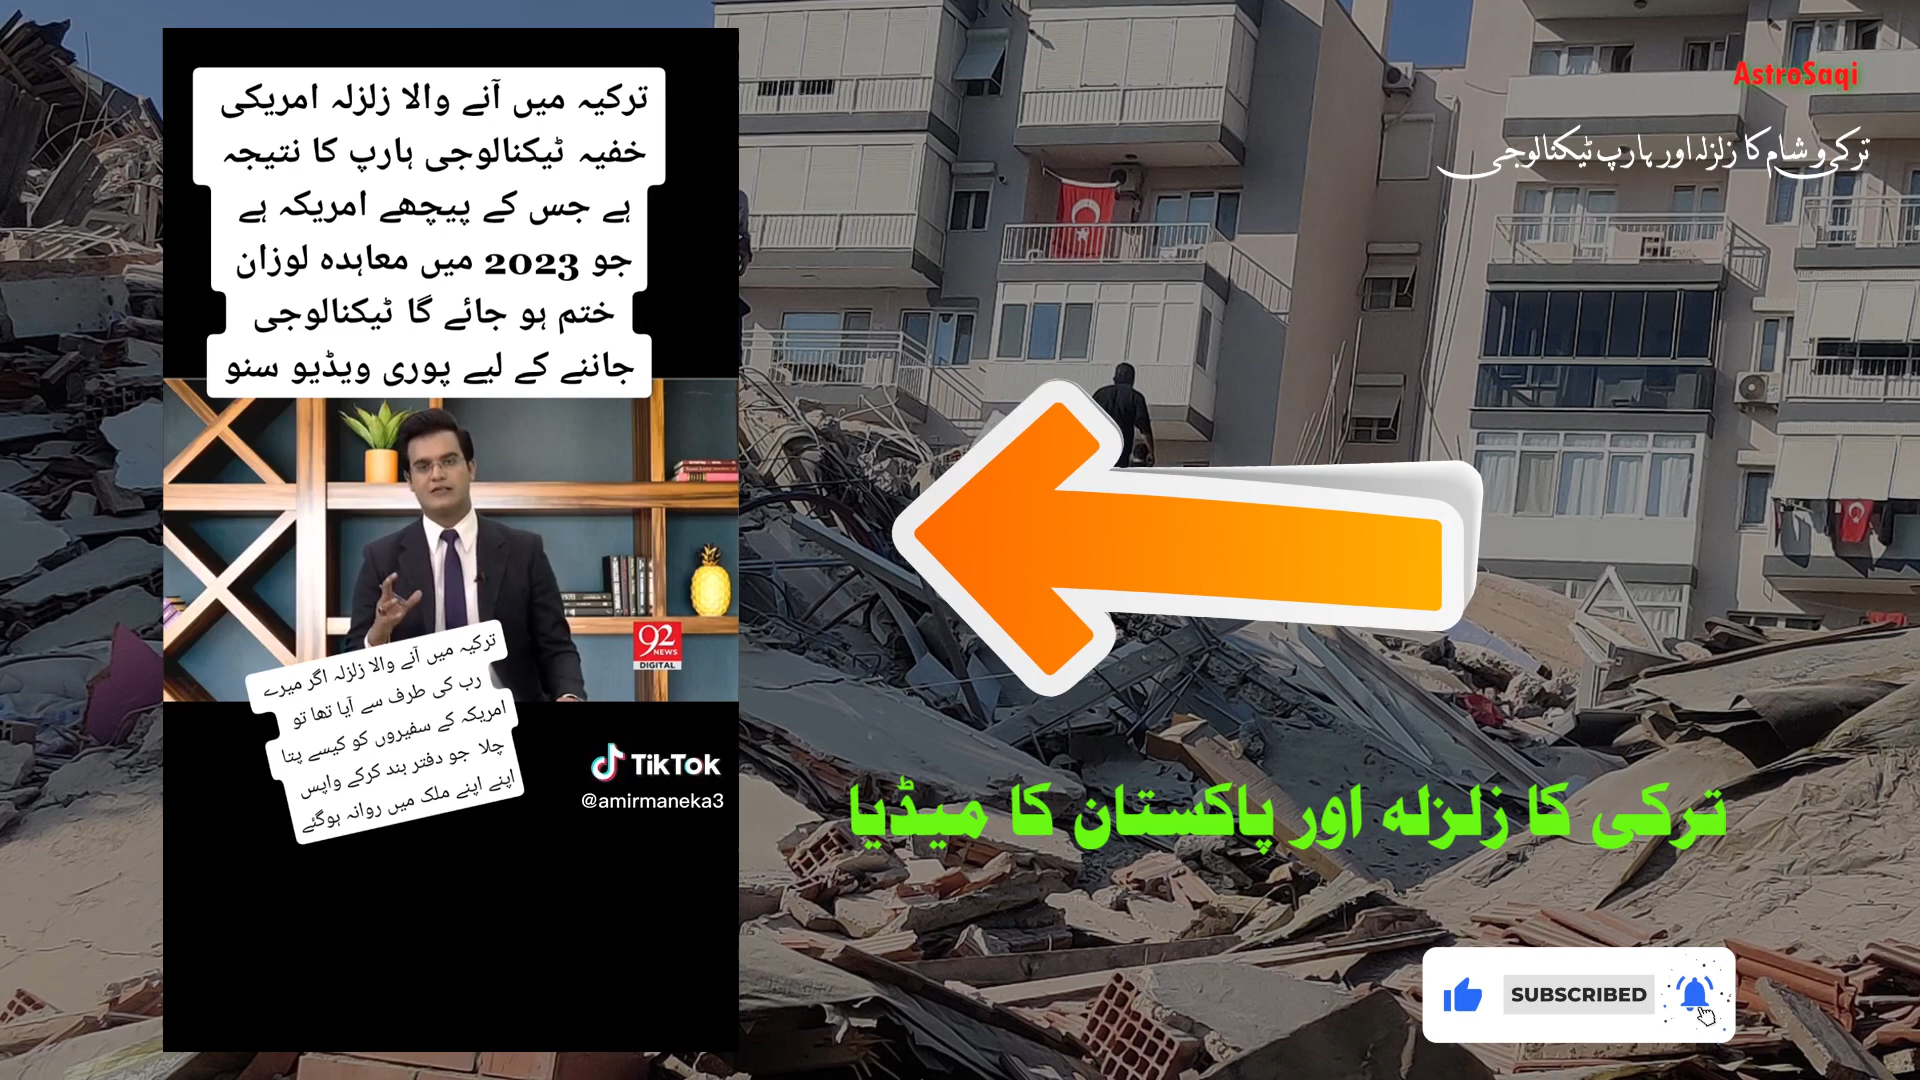 ترکیہ میں آنے والا زلزلہ امریکی
خفیہ ٹیکنالوجی ہارپ کا نتیجہ
ہے جس کے پیچھے امریکہ ہے
جو 2023 میں معاہدہ لوزان
ختم ہو جائے گا ٹیکنالوجی
جاننے کے لیے پوری ویڈیو سنو
92
NEWS
DIGITAL
ترکیہ میں آنے والا زلزلہ اگر میرے
رب کی طرف سے آیا تھا تو
امریکہ کے سفیروں کو کیسے پتا
چلا جو دفتر بند کرکے واپس
اپنے اپنے ملک میں روانہ ہوگئے
TikTok
@amirmaneka3
AstroSaqi
ترکی و شام کا زلزلہ اور ہارپ ٹیکنالوجی
ترکی کا زلزلہ اور پاکستان کا میڈیا
SUBSCRIBED